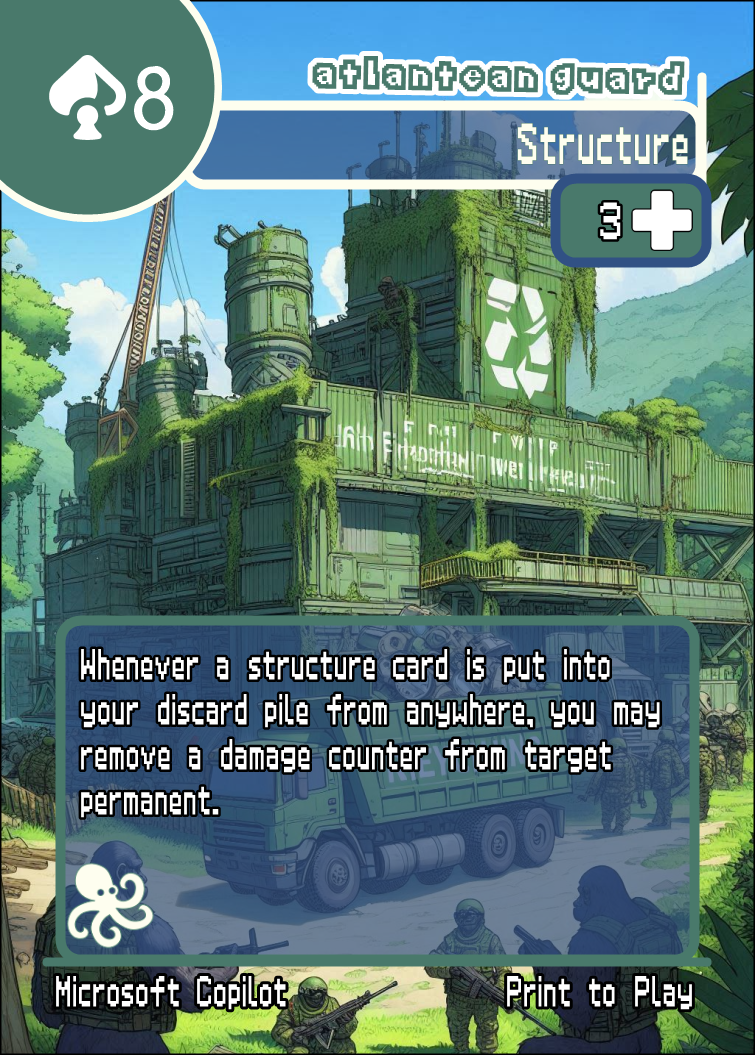 8
atlantean guard
Structure
3
Whenever a structure card is put into
your discard pile from anywhere, you may
remove a damage counter from target
permanent.
Microsoft Copilot
Print to Play